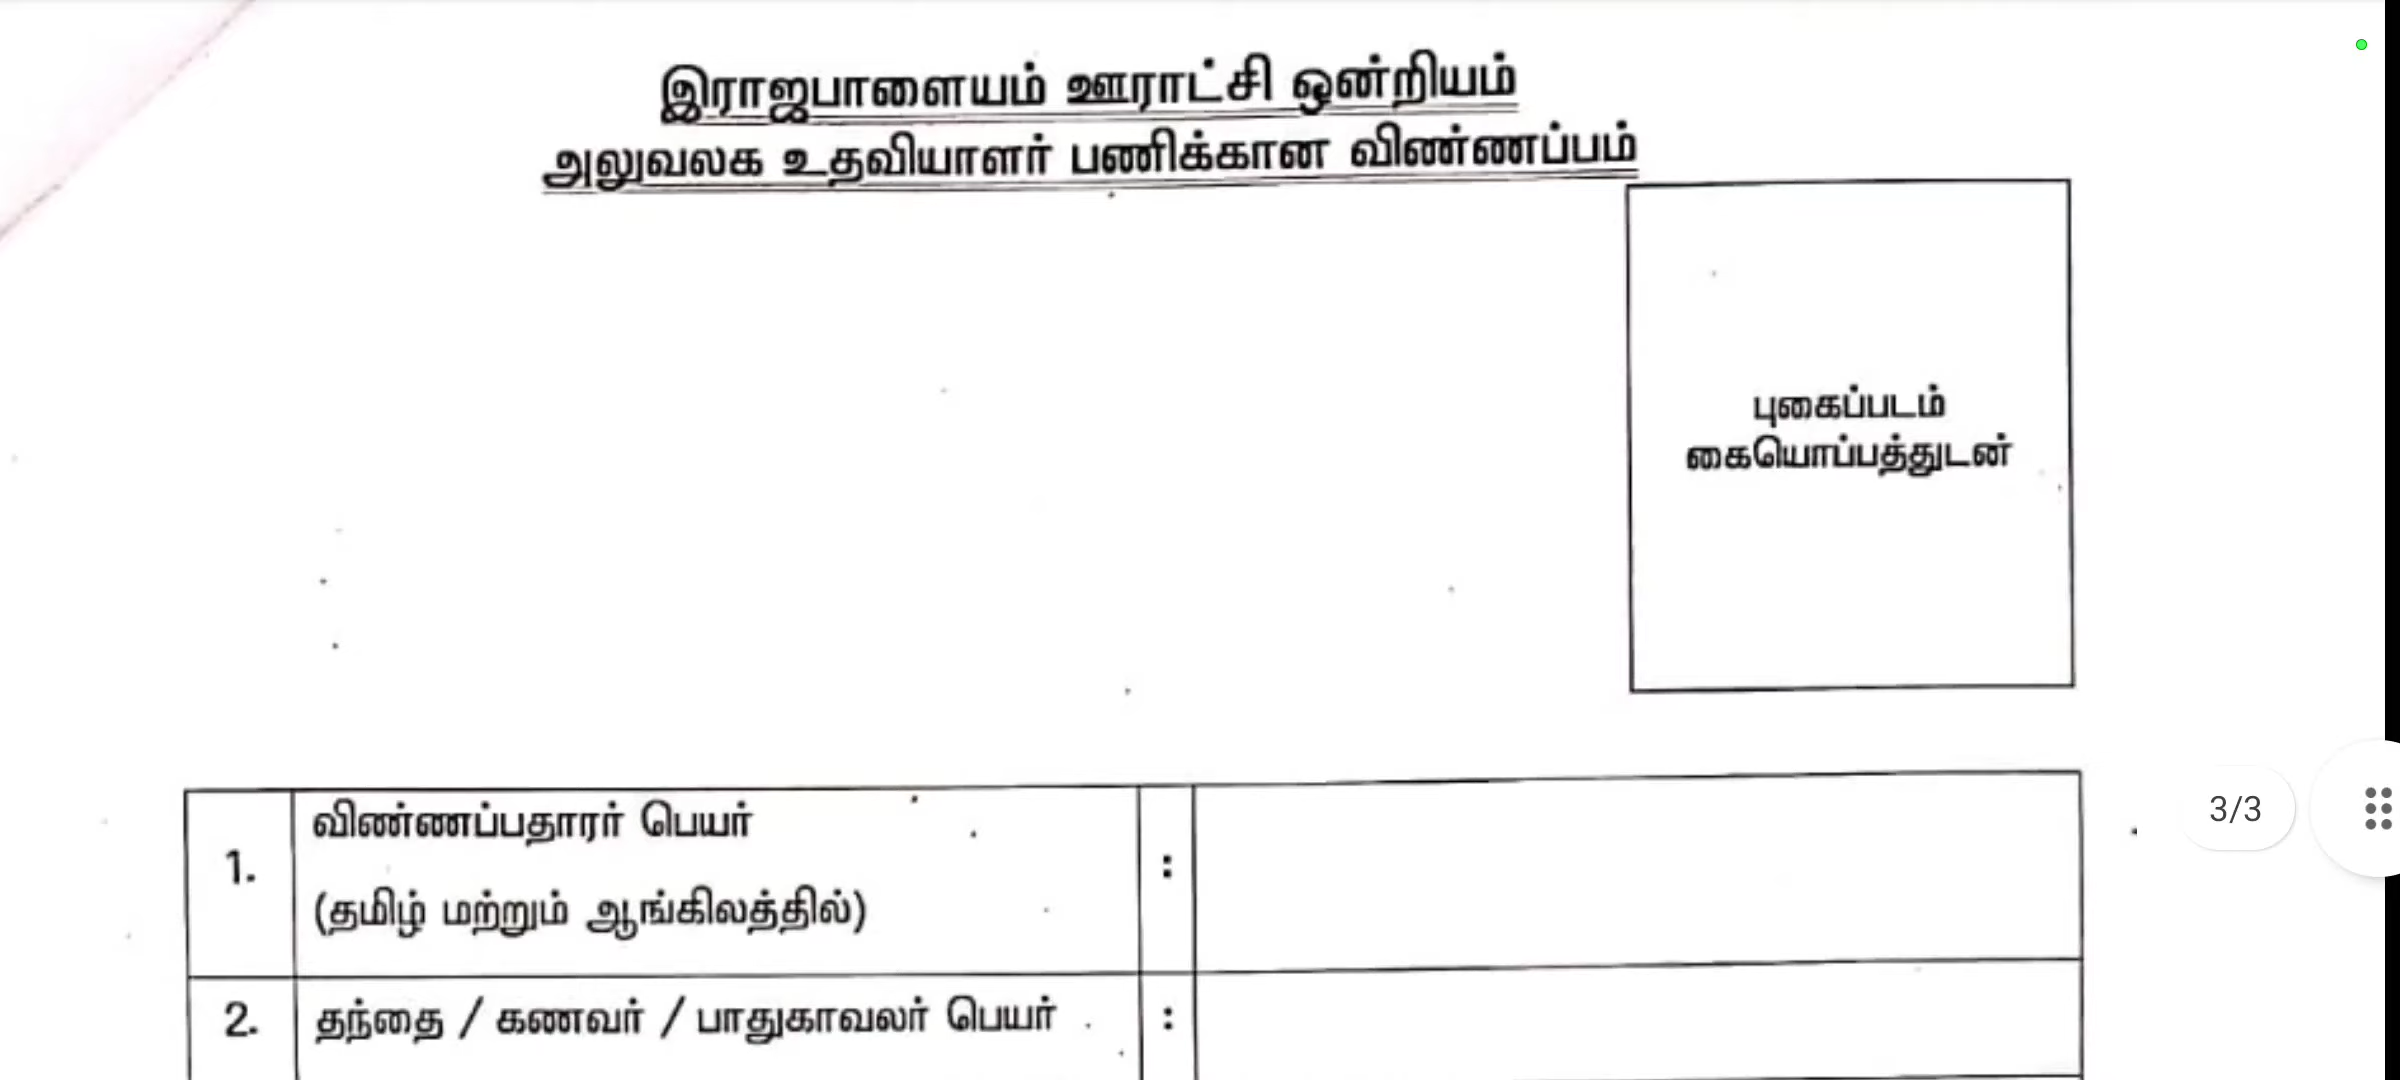 இராஜபாளையம் ஊராட்சி ஒன்றியம்
அலுவலக உதவியாளர் பணிக்கான விண்ணப்பம்
புகைப்படம்
கையொப்பத்துடன்
1. விண்ணப்பதாரர் பெயர் :
(தமிழ் மற்றும் ஆங்கிலத்தில்)
3/3
2. தந்தை / கணவர் / பாதுகாவலர் பெயர் :